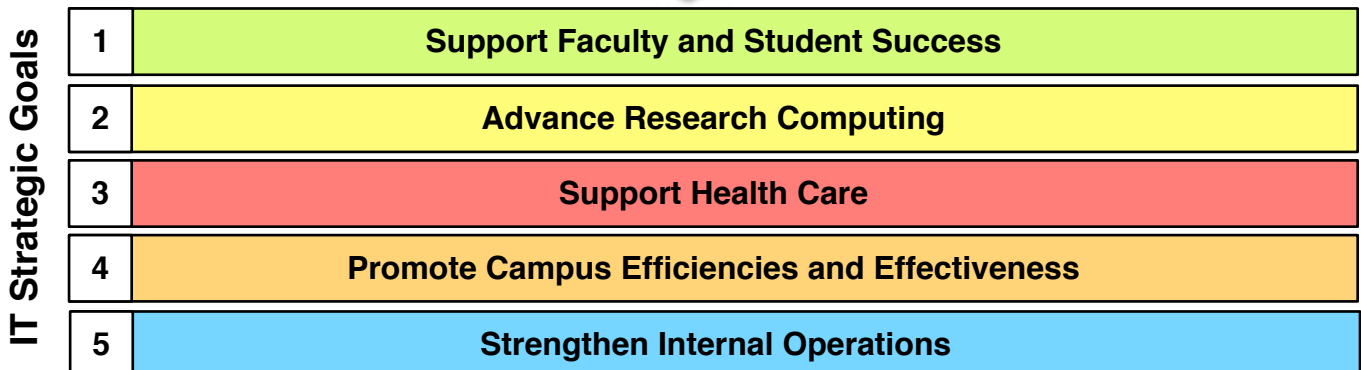 IT Strategic Goals
1 Support Faculty and Student Success
2 Advance Research Computing
3 Support Health Care
4 Promote Campus Efficiencies and Effectiveness
5 Strengthen Internal Operations